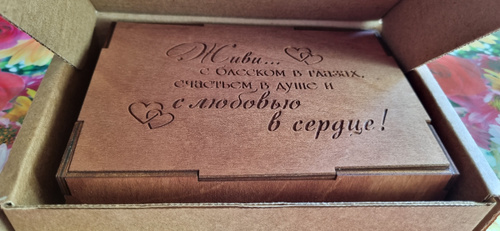 Живи...
с блеском в глазах,
счастьем в душе и
с любовью
в сердце!